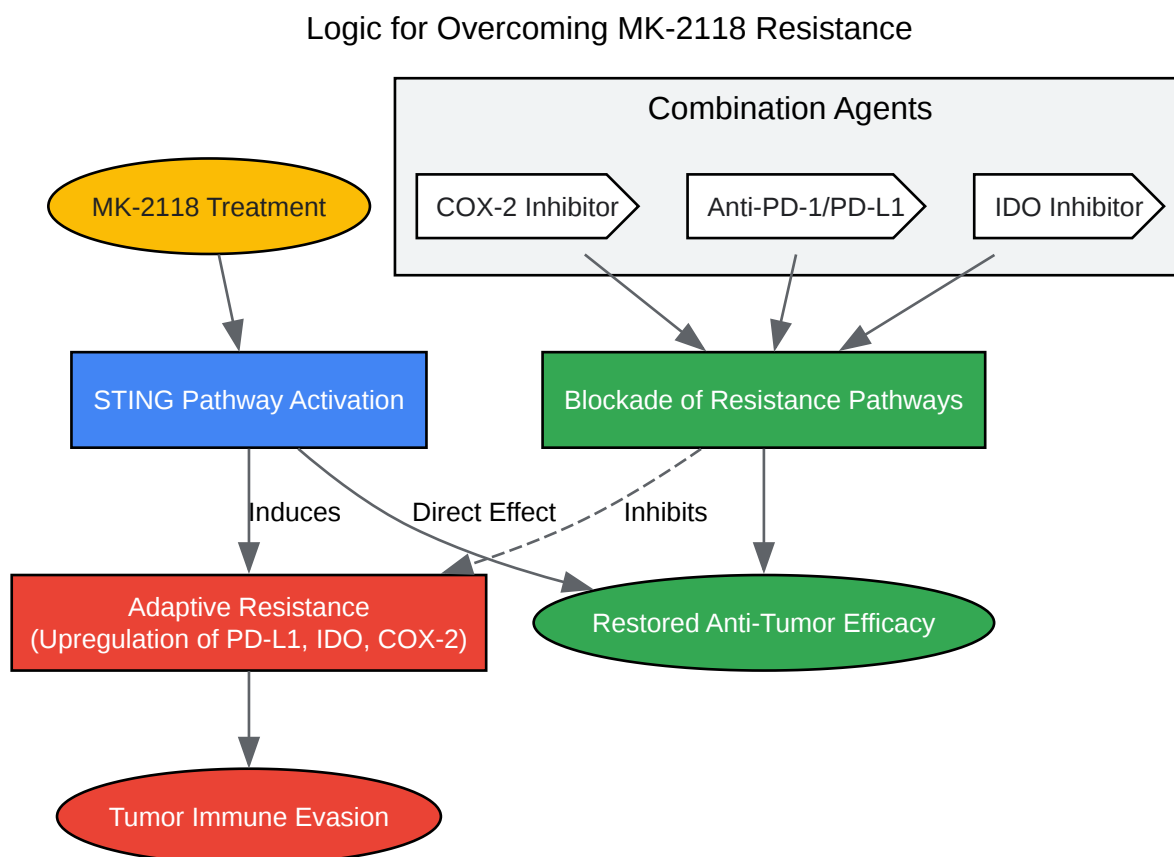 Logic for Overcoming MK-2118 Resistance
Combination Agents
MK-2118 Treatment
COX-2 Inhibitor
Anti-PD-1/PD-L1
IDO Inhibitor
STING Pathway Activation
Blockade of Resistance Pathways
Induces
Direct Effect
Inhibits
Adaptive Resistance
(Upregulation of PD-L1, IDO, COX-2)
Restored Anti-Tumor Efficacy
Tumor Immune Evasion